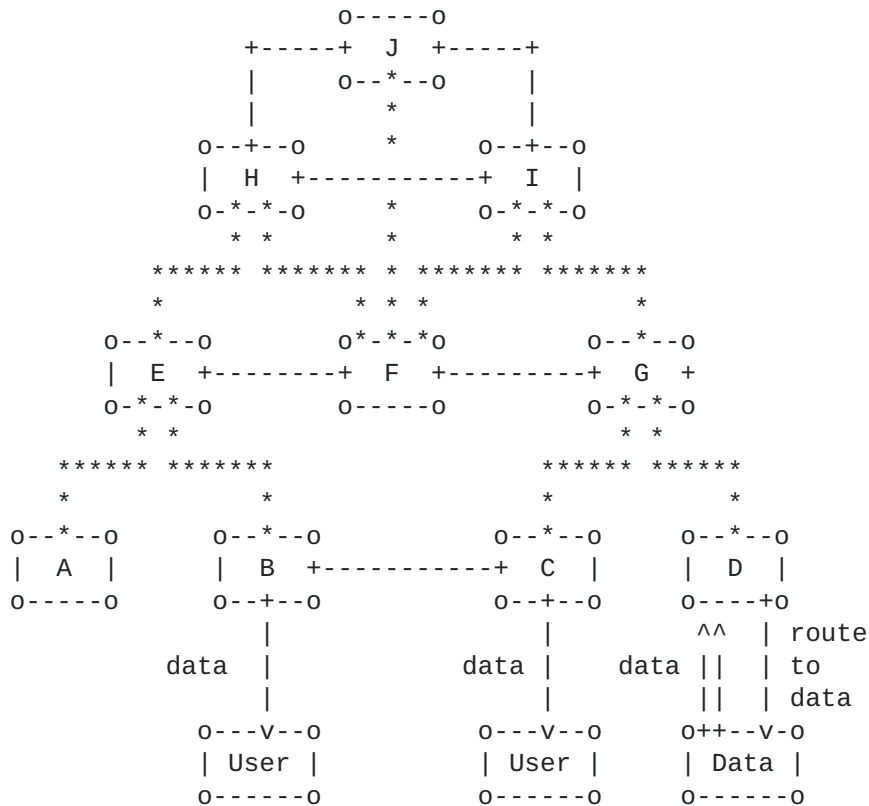 o-----o
    +-----+  J  +-----+
    |     o--*--o     |
    |        *        |
 o--+--o     *     o--+--o
 |  H  +-----------+  I  |
 o-*-*-o     *     o-*-*-o
   * *       *       * *
****** ******* * ******* *******
*            * * *             *
o--*--o        o*-*-*o         o--*--o
|  E  +--------+  F  +---------+  G  +
o-*-*-o        o-----o         o-*-*-o
  * *                            * *
****** *******                 ****** ******
*            *                 *           *
o--*--o      o--*--o           o--*--o     o--*--o
|  A  |      |  B  +-----------+  C  |     |  D  |
o-----o      o--+--o           o--+--o     o----+o
                |                 |         ^^  | route
          data  |            data |    data ||  | to
                |                 |         ||  | data
            o---v--o          o---v--o     o++--v-o
            | User |          | User |     | Data |
            o------o          o------o     o------o